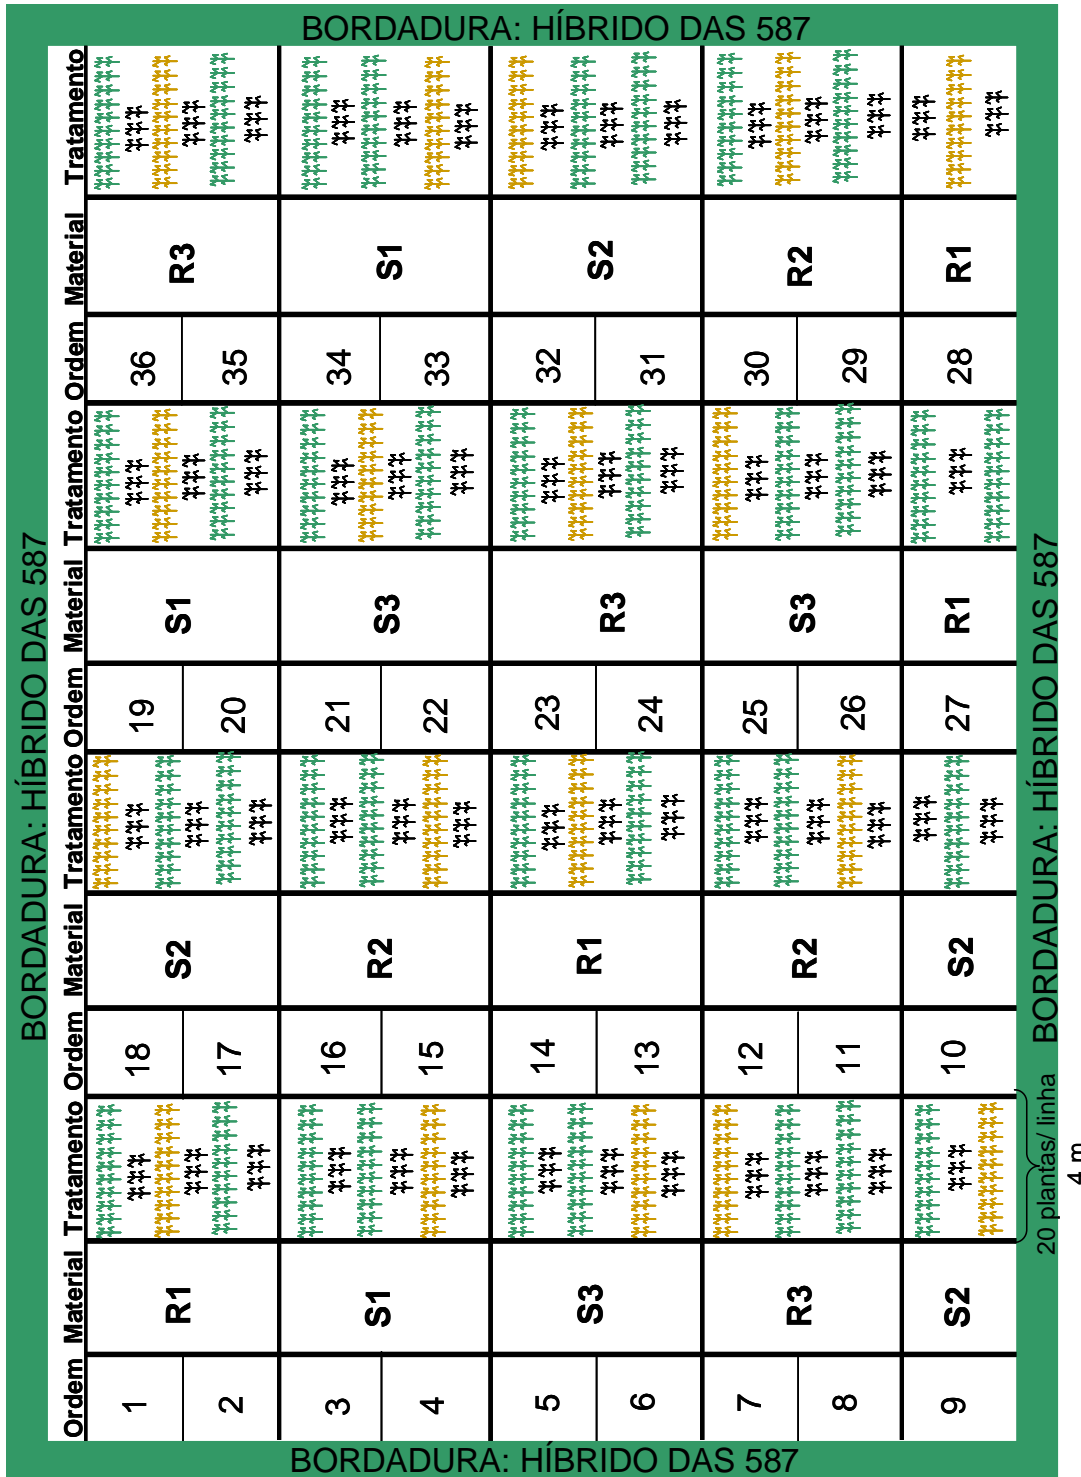 BORDADURA: HÍBRIDO DAS 587
BORDADURA: HÍBRIDO DAS 587
Ordem Material Tratamento Ordem Material Tratamento Ordem Material Tratamento Ordem Material Tratamento
1 R1 18 S2 19 S1 36 R3
2 17 20 35
3 S1 16 R2 21 S3 34 S1
4 15 22 33
5 S3 14 R1 23 R3 32 S2
6 13 24 31
7 R3 12 R2 25 S3 30 R2
8 11 26 29
9 S2 10 S2 27 R1 28 R1
BORDADURA: HÍBRIDO DAS 587
BORDADURA: HÍBRIDO DAS 587
20 plantas/ linha
4 m